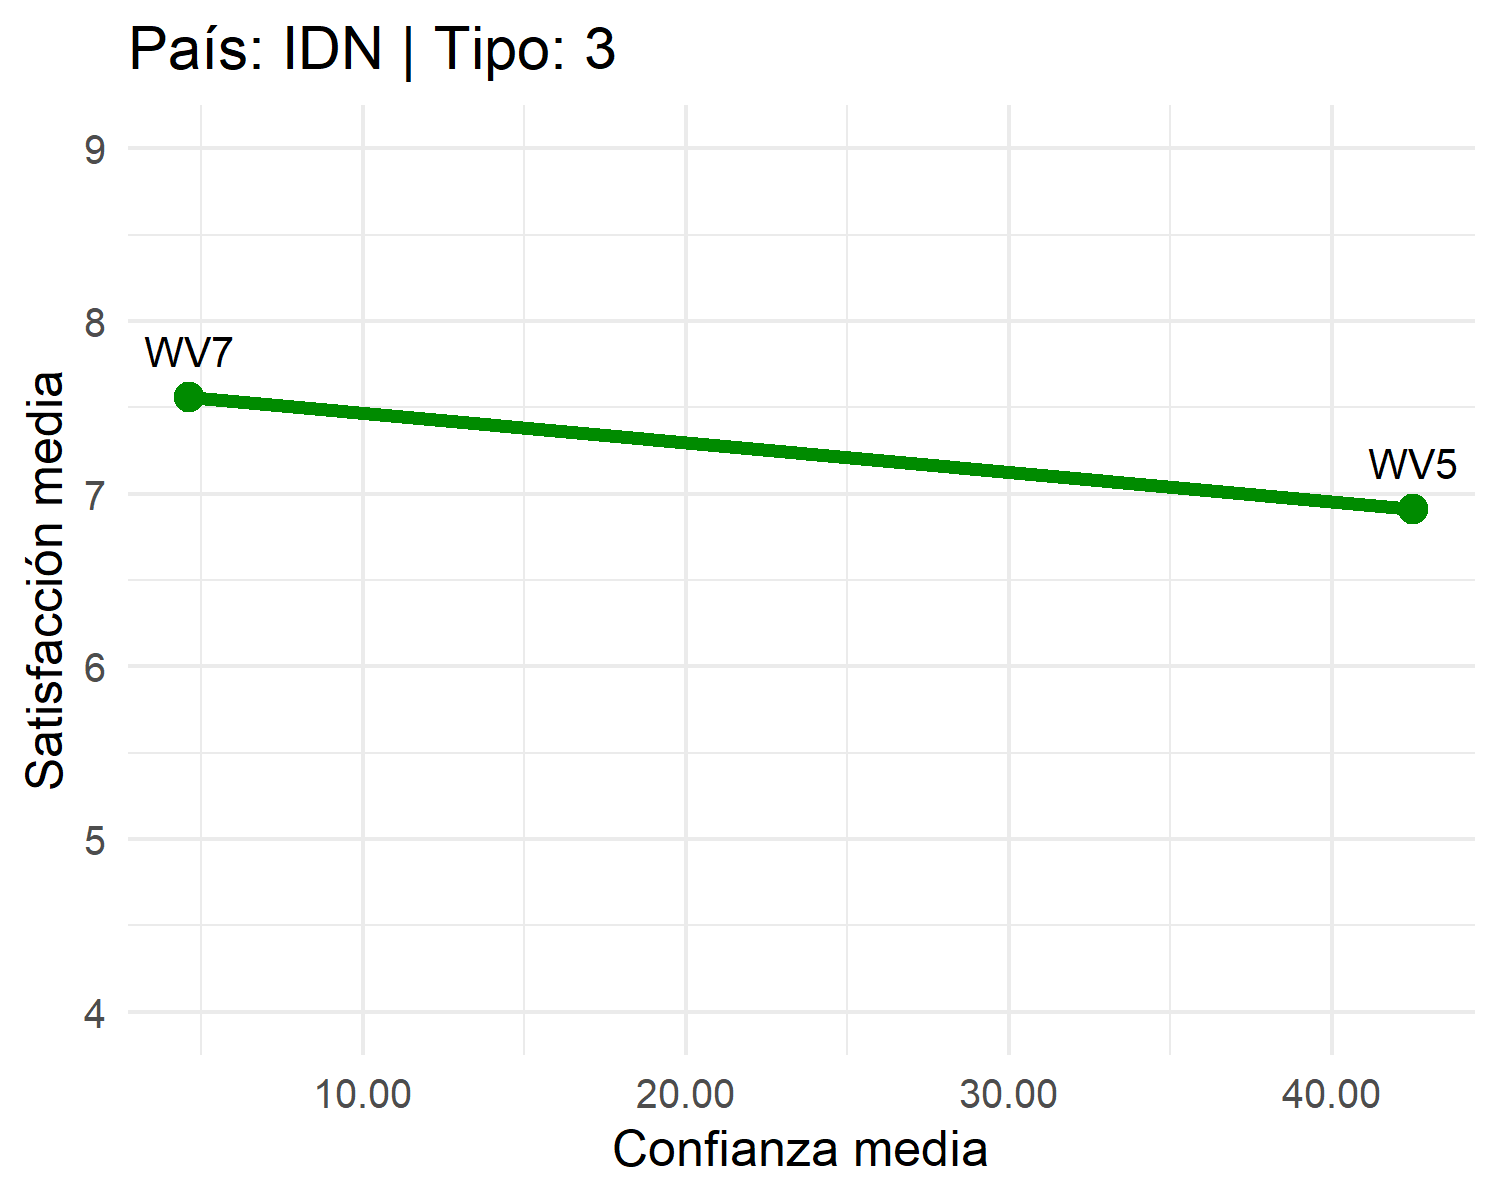 País: IDN | Tipo: 3
9
8
7
6
5
4
Satisfacción media
WV7
WV5
10.00 20.00 30.00 40.00
Confianza media